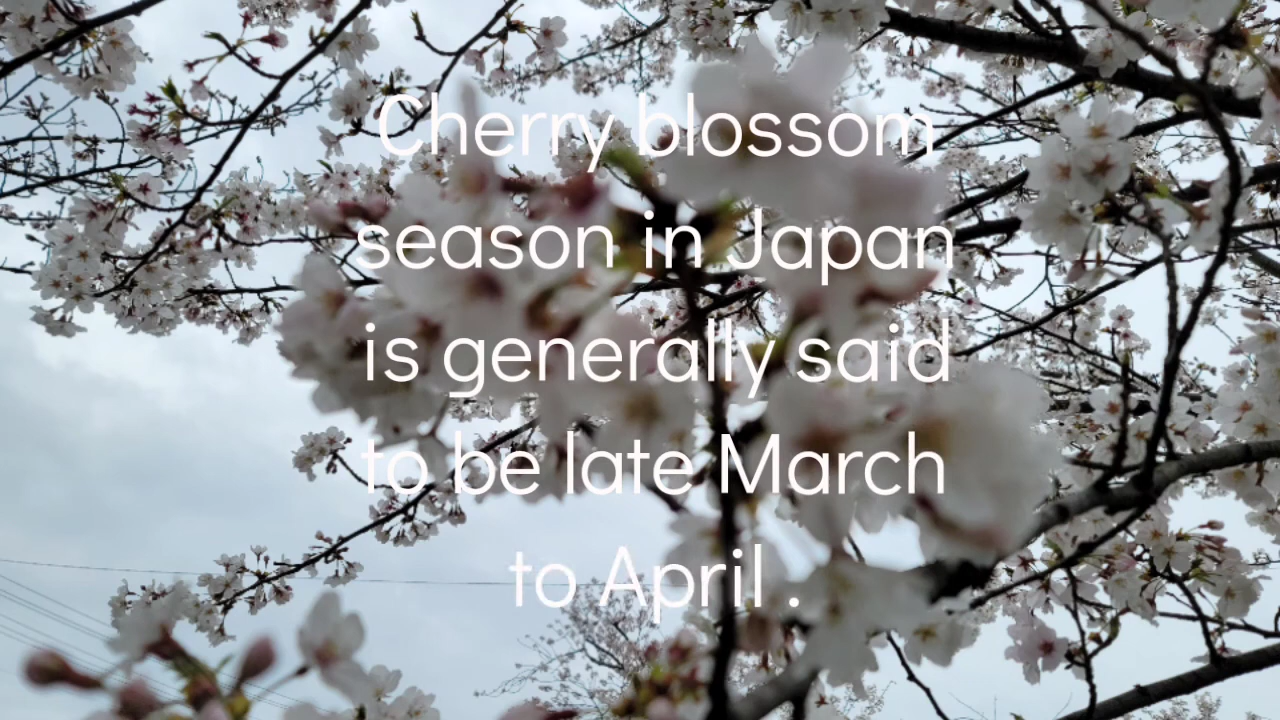 Cherry blossom
season in Japan
is generally said
to be late March
to April .